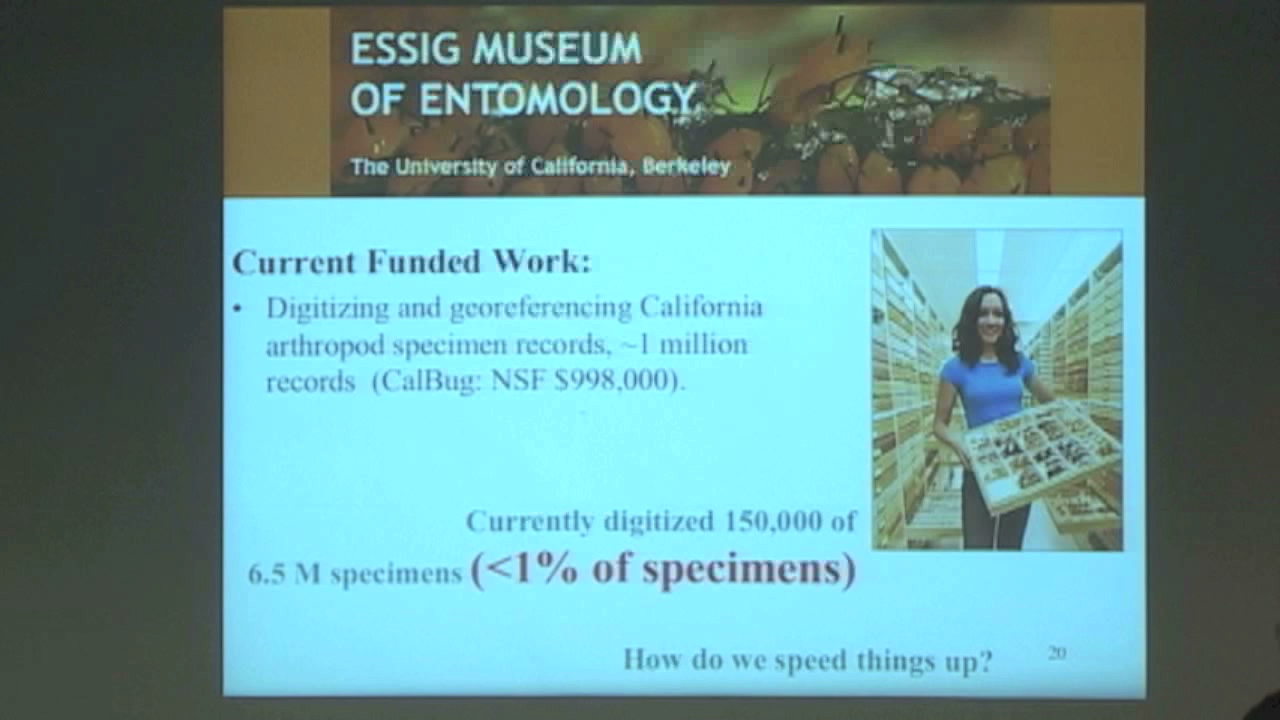 ESSIG MUSEUM
OF ENTOMOLOGY
The University of California, Berkeley
Current Funded Work:
• Digitizing and georeferencing California
arthropod specimen records, ~1 million
records (CalBug: NSF $998,000).
Currently digitized 150,000 of
6.5 M specimens (<1% of specimens)
How do we speed things up?
20